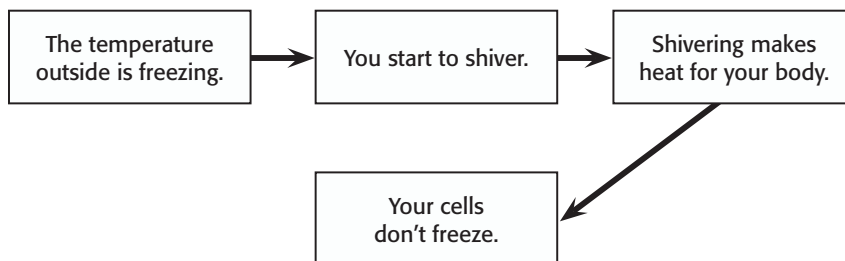 The temperature
outside is freezing.
You start to shiver.
Shivering makes
heat for your body.
Your cells
don't freeze.